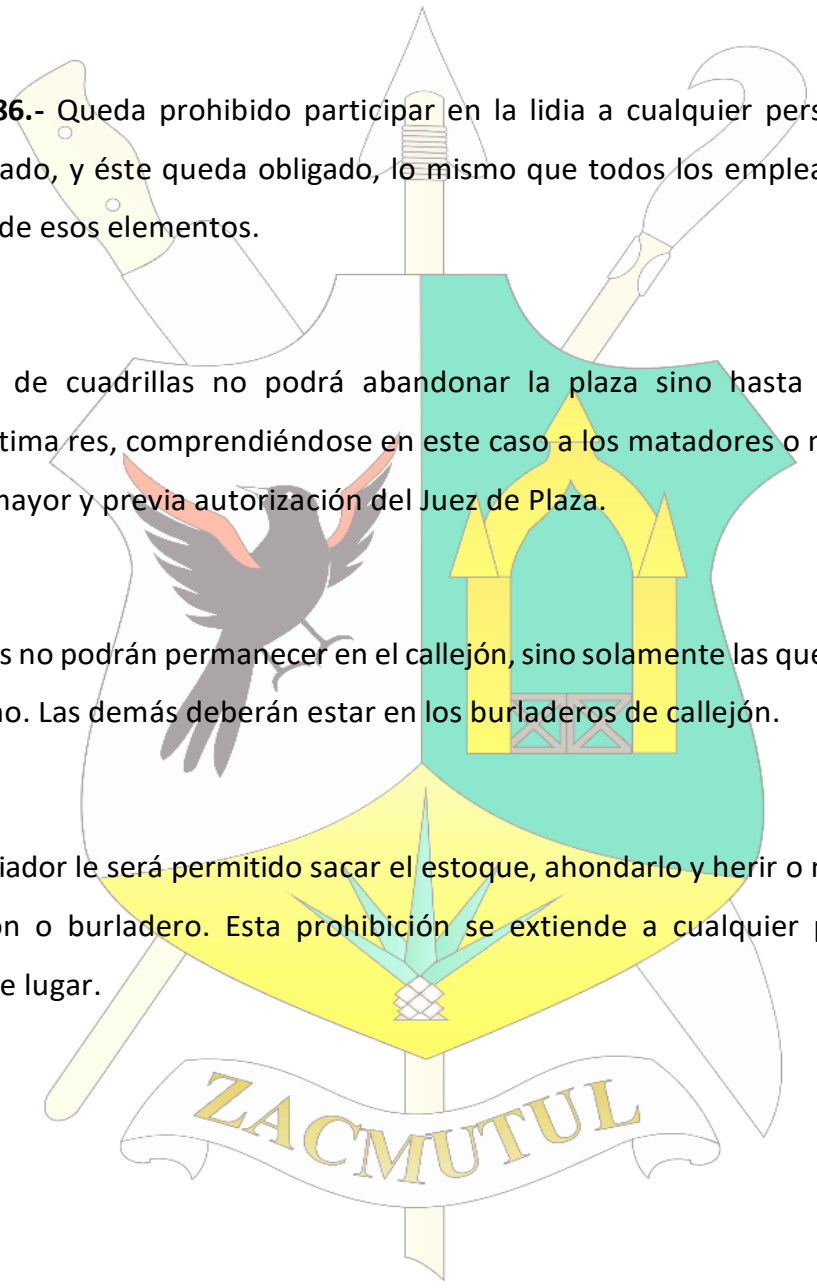 36.- Queda prohibido participar en la lidia a cualquier pers
ado, y éste queda obligado, lo mismo que todos los emplea
de esos elementos.
de cuadrillas no podrá abandonar la plaza sino hasta
tima res, comprendiéndose en este caso a los matadores o
mayor y previa autorización del Juez de Plaza.
s no podrán permanecer en el callejón, sino solamente las que
no. Las demás deberán estar en los burladeros de callejón.
iador le será permitido sacar el estoque, ahondarlo y herir o
ón o burladero. Esta prohibición se extiende a cualquier p
e lugar.
ZACMUTUL